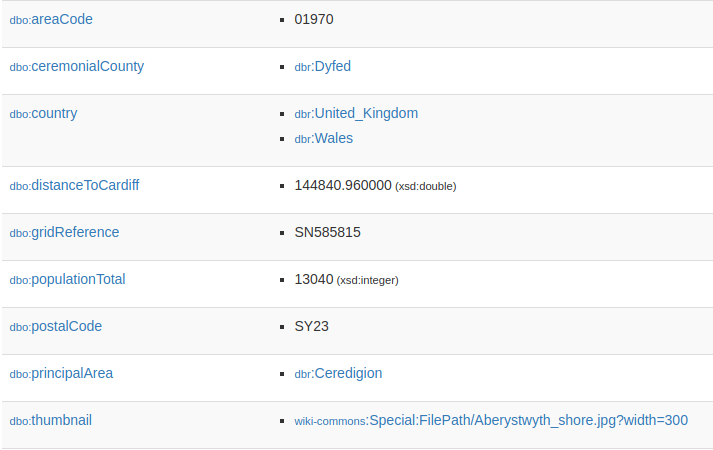 dbo:areaCode 01970
dbo:ceremonialCounty dbr:Dyfed
dbo:country dbr:United_Kingdom
dbr:Wales
dbo:distanceToCardiff 144840.960000 (xsd:double)
dbo:gridReference SN585815
dbo:populationTotal 13040 (xsd:integer)
dbo:postalCode SY23
dbo:principalArea dbr:Ceredigion
dbo:thumbnail wiki-commons:Special:FilePath/Aberystwyth_shore.jpg?width=300